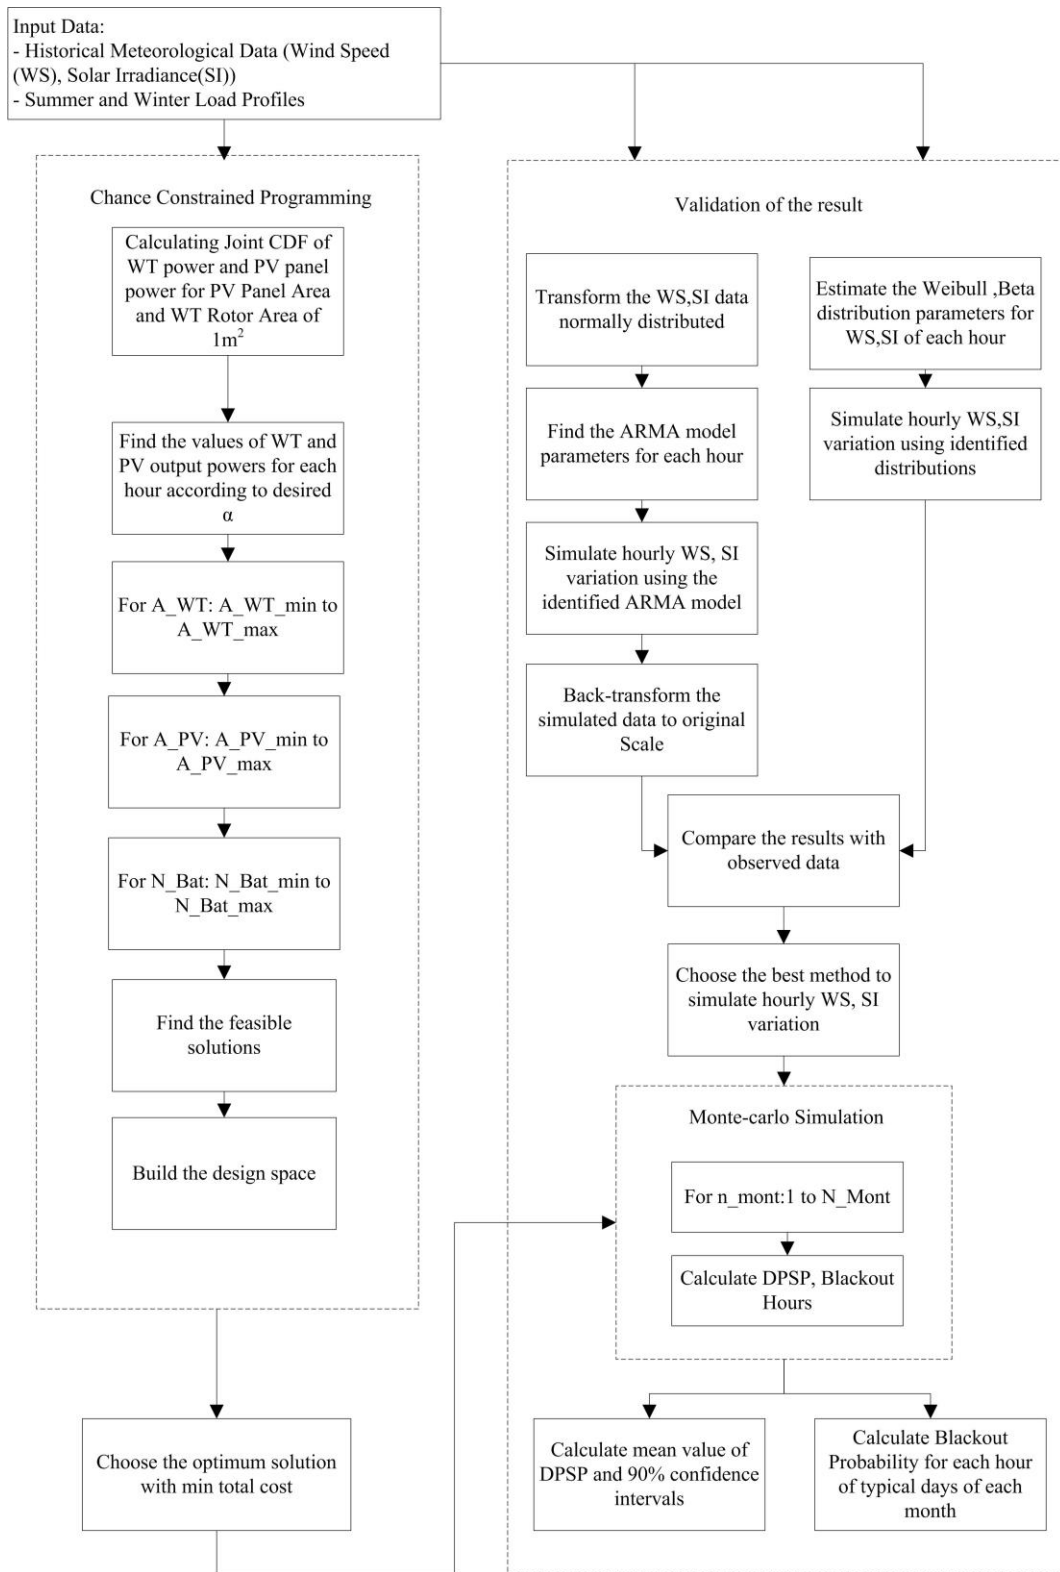 Input Data:
- Historical Meteorological Data (Wind Speed
(WS), Solar Irradiance(SI))
- Summer and Winter Load Profiles
Chance Constrained Programming
Calculating Joint CDF of
WT power and PV panel
power for PV Panel Area
and WT Rotor Area of
1m²
Find the values of WT and
PV output powers for each
hour according to desired
α
For A_WT: A_WT_min to
A_WT_max
For A_PV: A_PV_min to
A_PV_max
For N_Bat: N_Bat_min to
N_Bat_max
Find the feasible
solutions
Build the design space
Choose the optimum solution
with min total cost
Validation of the result
Transform the WS,SI data
normally distributed
Find the ARMA model
parameters for each hour
Simulate hourly WS, SI
variation using the
identified ARMA model
Back-transform the
simulated data to original
Scale
Estimate the Weibull ,Beta
distribution parameters for
WS,SI of each hour
Simulate hourly WS,SI
variation using identified
distributions
Compare the results with
observed data
Choose the best method to
simulate hourly WS, SI
variation
Monte-carlo Simulation
For n_mont:1 to N_Mont
Calculate DPSP, Blackout
Hours
Calculate mean value of
DPSP and 90% confidence
intervals
Calculate Blackout
Probability for each hour
of typical days of each
month